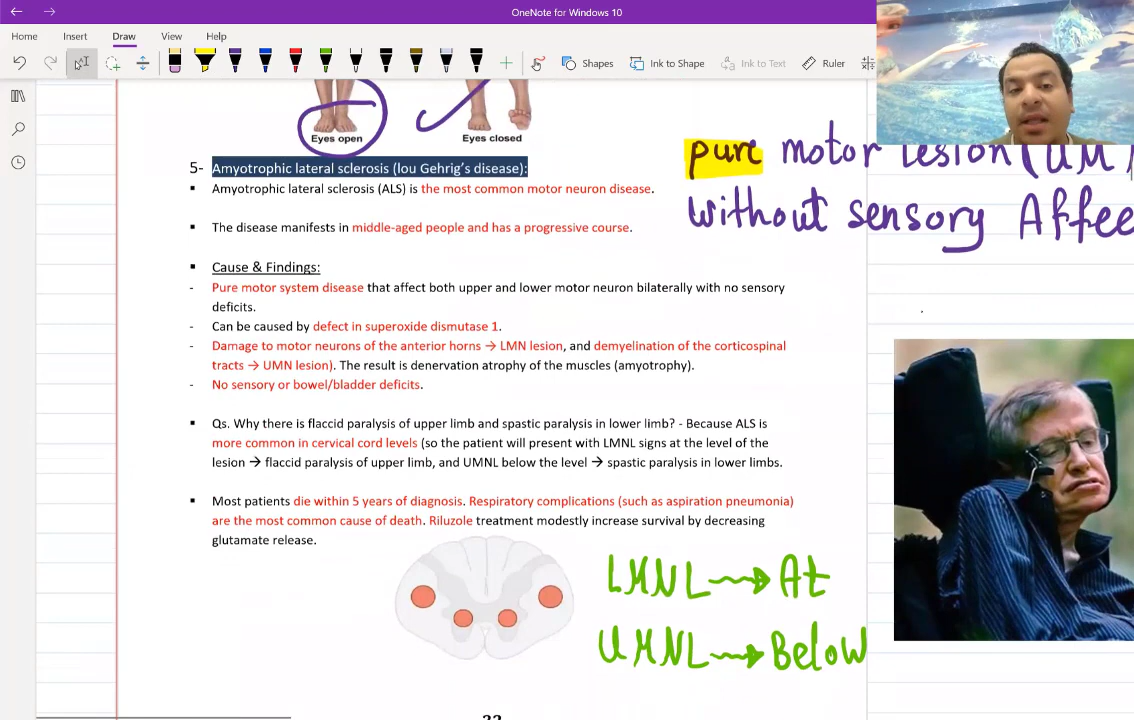 OneNote for Windows 10
Home Insert Draw View Help
Shapes Ink to Shape Ink to Text Ruler
Eyes open Eyes closed
pure motor lesion (UM
without sensory Affec
5- Amyotrophic lateral sclerosis (lou Gehrig's disease):
▪ Amyotrophic lateral sclerosis (ALS) is the most common motor neuron disease.
▪ The disease manifests in middle-aged people and has a progressive course.
▪ Cause & Findings:
- Pure motor system disease that affect both upper and lower motor neuron bilaterally with no sensory
deficits.
- Can be caused by defect in superoxide dismutase 1.
- Damage to motor neurons of the anterior horns → LMN lesion, and demyelination of the corticospinal
tracts → UMN lesion). The result is denervation atrophy of the muscles (amyotrophy).
- No sensory or bowel/bladder deficits.
▪ Qs. Why there is flaccid paralysis of upper limb and spastic paralysis in lower limb? - Because ALS is
more common in cervical cord levels (so the patient will present with LMNL signs at the level of the
lesion → flaccid paralysis of upper limb, and UMNL below the level → spastic paralysis in lower limbs.
▪ Most patients die within 5 years of diagnosis. Respiratory complications (such as aspiration pneumonia)
are the most common cause of death. Riluzole treatment modestly increase survival by decreasing
glutamate release.
LMNL → At
UMNL → Below